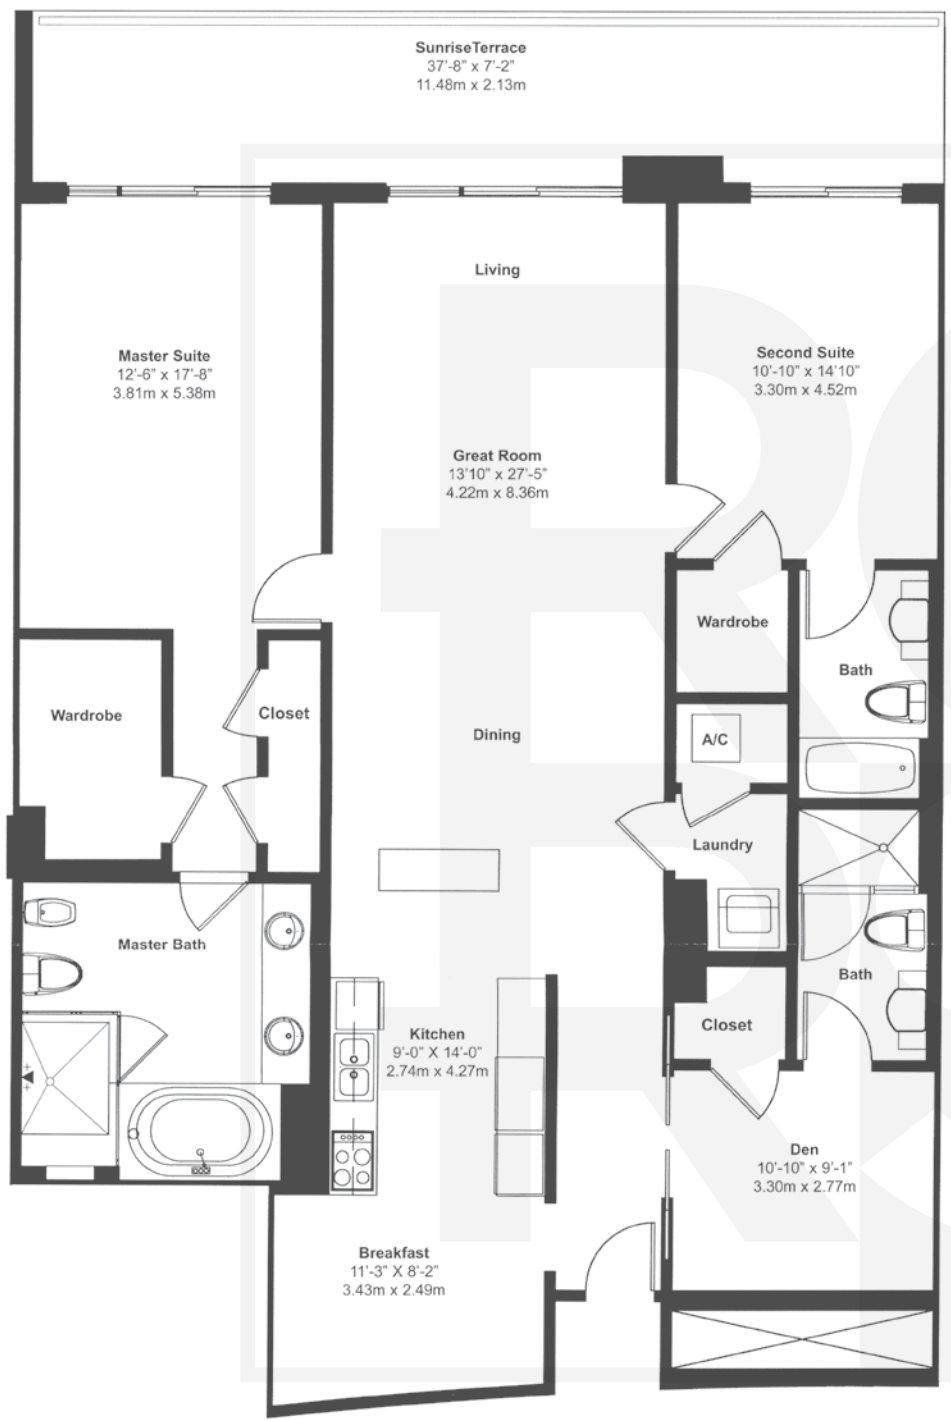 SunriseTerrace
37'-8" x 7'-2"
11.48m x 2.13m
Living
Master Suite
12'-6" x 17'-8"
3.81m x 5.38m
Second Suite
10'-10" x 14'10"
3.30m x 4.52m
Great Room
13'10" x 27'-5"
4.22m x 8.36m
Wardrobe
Bath
Wardrobe
Closet
Dining
A/C
Laundry
Master Bath
Bath
Closet
Kitchen
9'-0" X 14'-0"
2.74m x 4.27m
Den
10'-10" x 9'-1"
3.30m x 2.77m
Breakfast
11'-3" X 8'-2"
3.43m x 2.49m